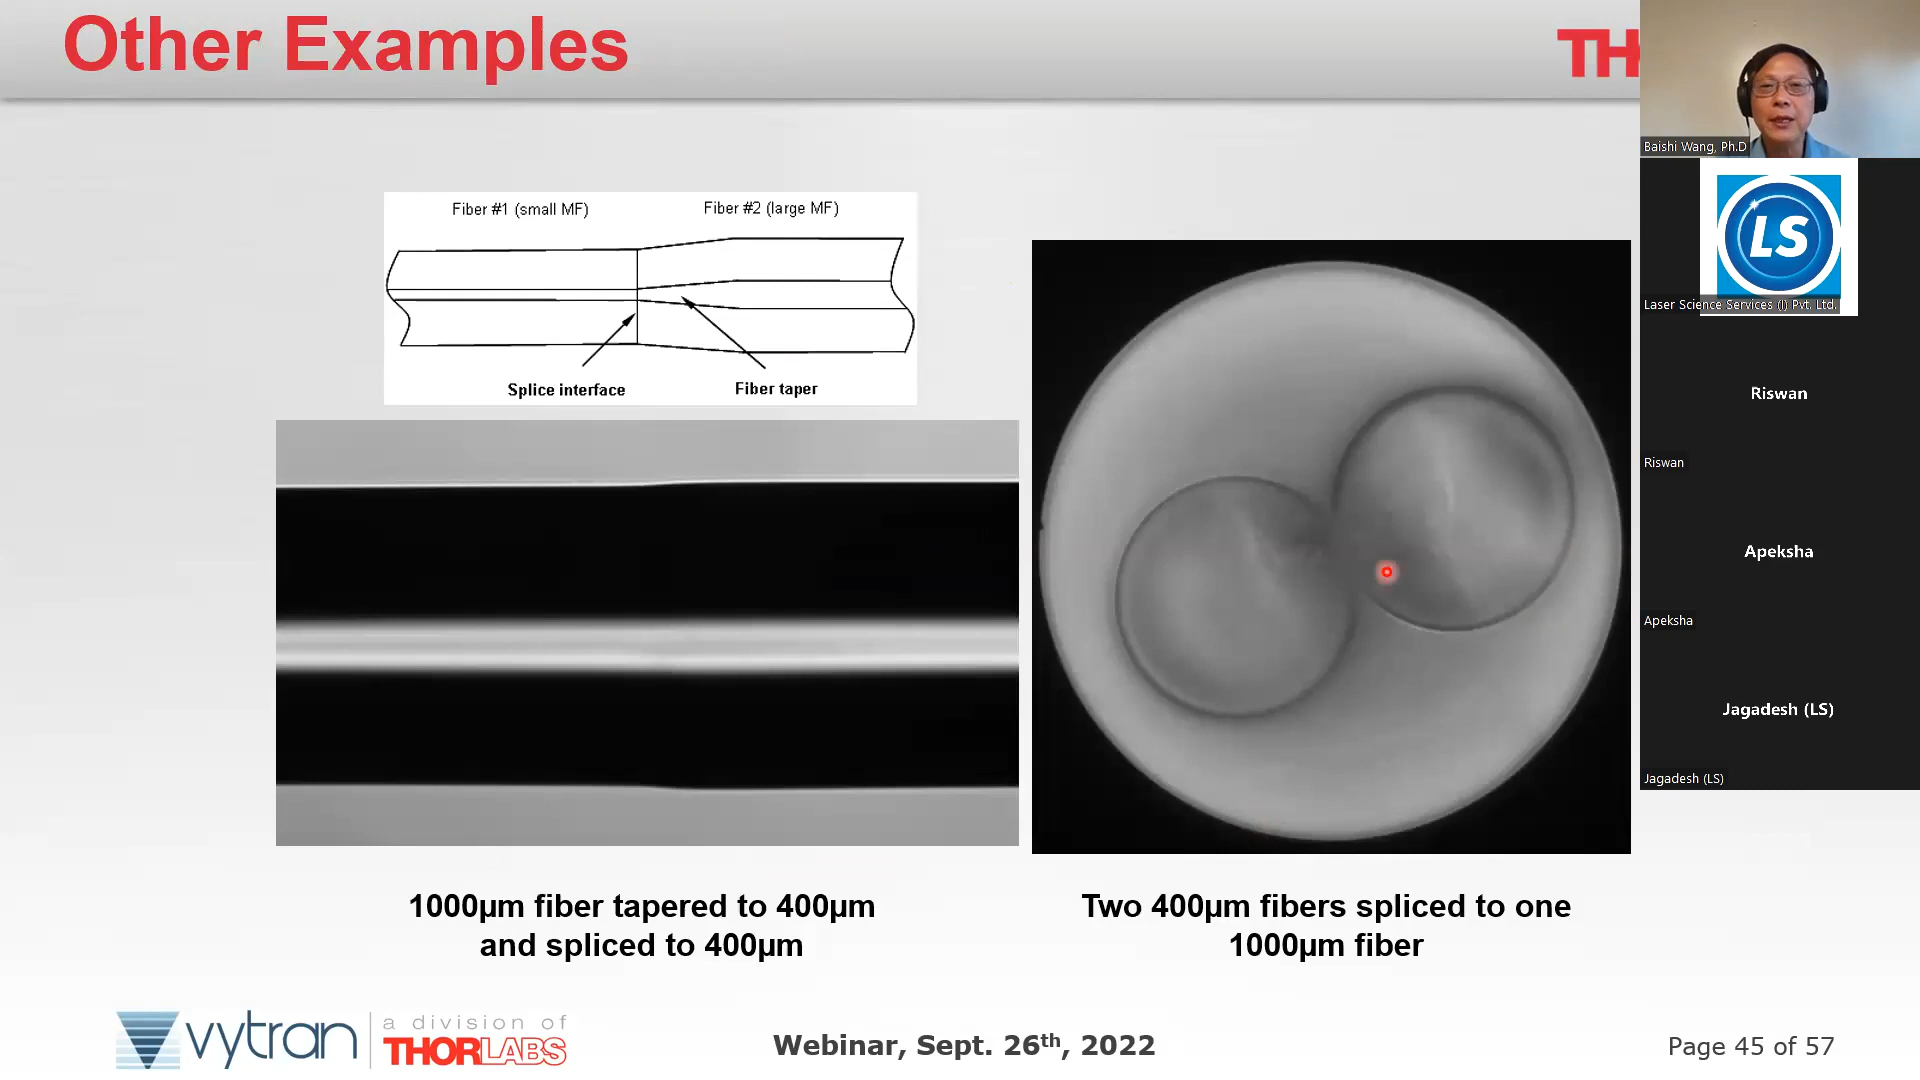 Other Examples
TH
Baishi Wang, Ph.D
LS
Laser Science Services (I) Pvt. Ltd.
Riswan
Riswan
Apeksha
Apeksha
Jagadesh (LS)
Jagadesh (LS)
Fiber #1 (small MF)
Fiber #2 (large MF)
Splice interface
Fiber taper
1000µm fiber tapered to 400µm
and spliced to 400µm
Two 400µm fibers spliced to one
1000µm fiber
vytran
a division of
THORLABS
Webinar, Sept. 26th, 2022
Page 45 of 57